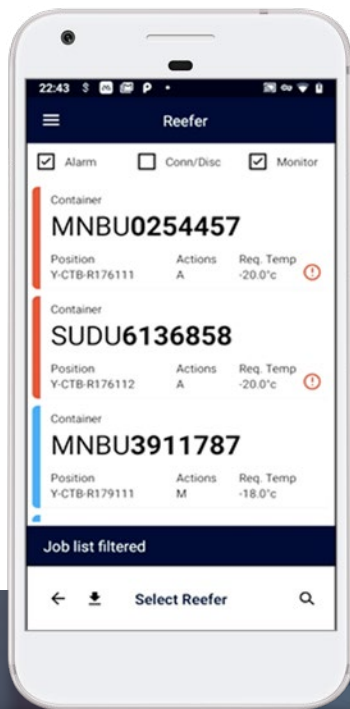 22:43
Reefer
Alarm Conn/Disc Monitor
Container
MNBU0254457
Position Actions Req. Temp
Y-CTB-R176111 A -20.0°c
Container
SUDU6136858
Position Actions Req. Temp
Y-CTB-R176112 A -20.0°c
Container
MNBU3911787
Position Actions Req. Temp
Y-CTB-R179111 M -18.0°c
Job list filtered
Select Reefer